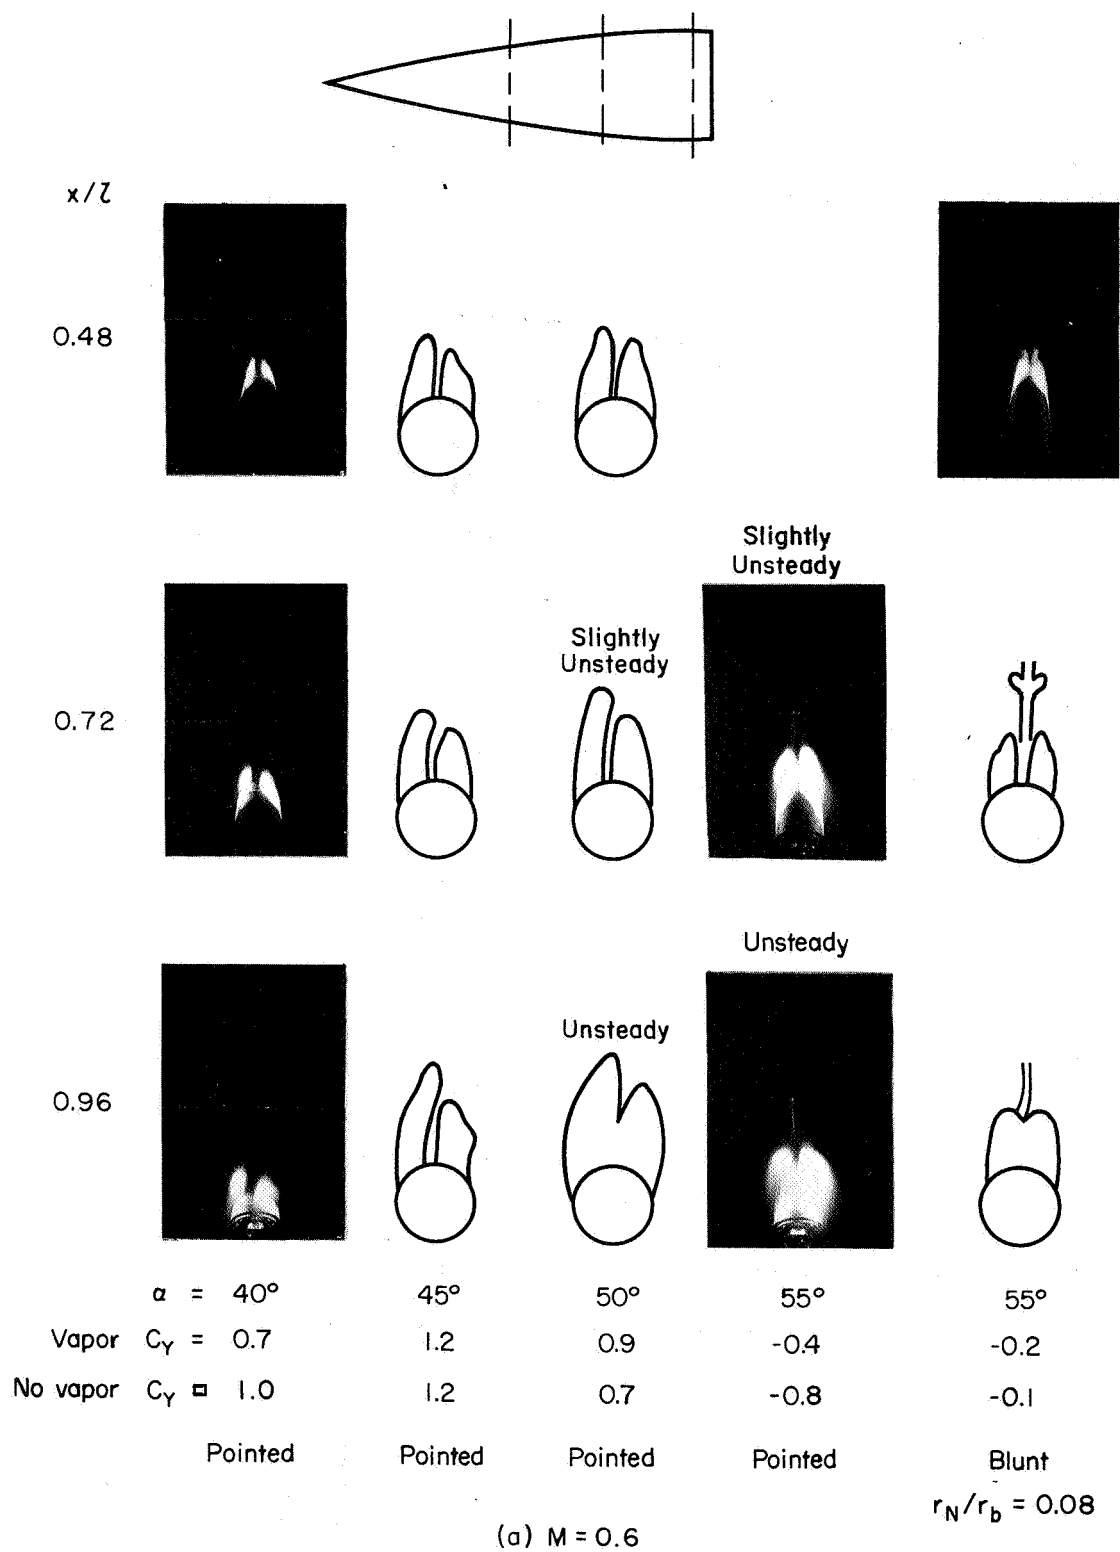 x/l
0.48
Slightly
Unsteady
Slightly
Unsteady
0.72
Unsteady
Unsteady
0.96
α = 40° 45° 50° 55° 55°
Vapor C_Y = 0.7 1.2 0.9 -0.4 -0.2
No vapor C_Y = 1.0 1.2 0.7 -0.8 -0.1
Pointed Pointed Pointed Pointed Blunt
r_N/r_b = 0.08
(a) M = 0.6